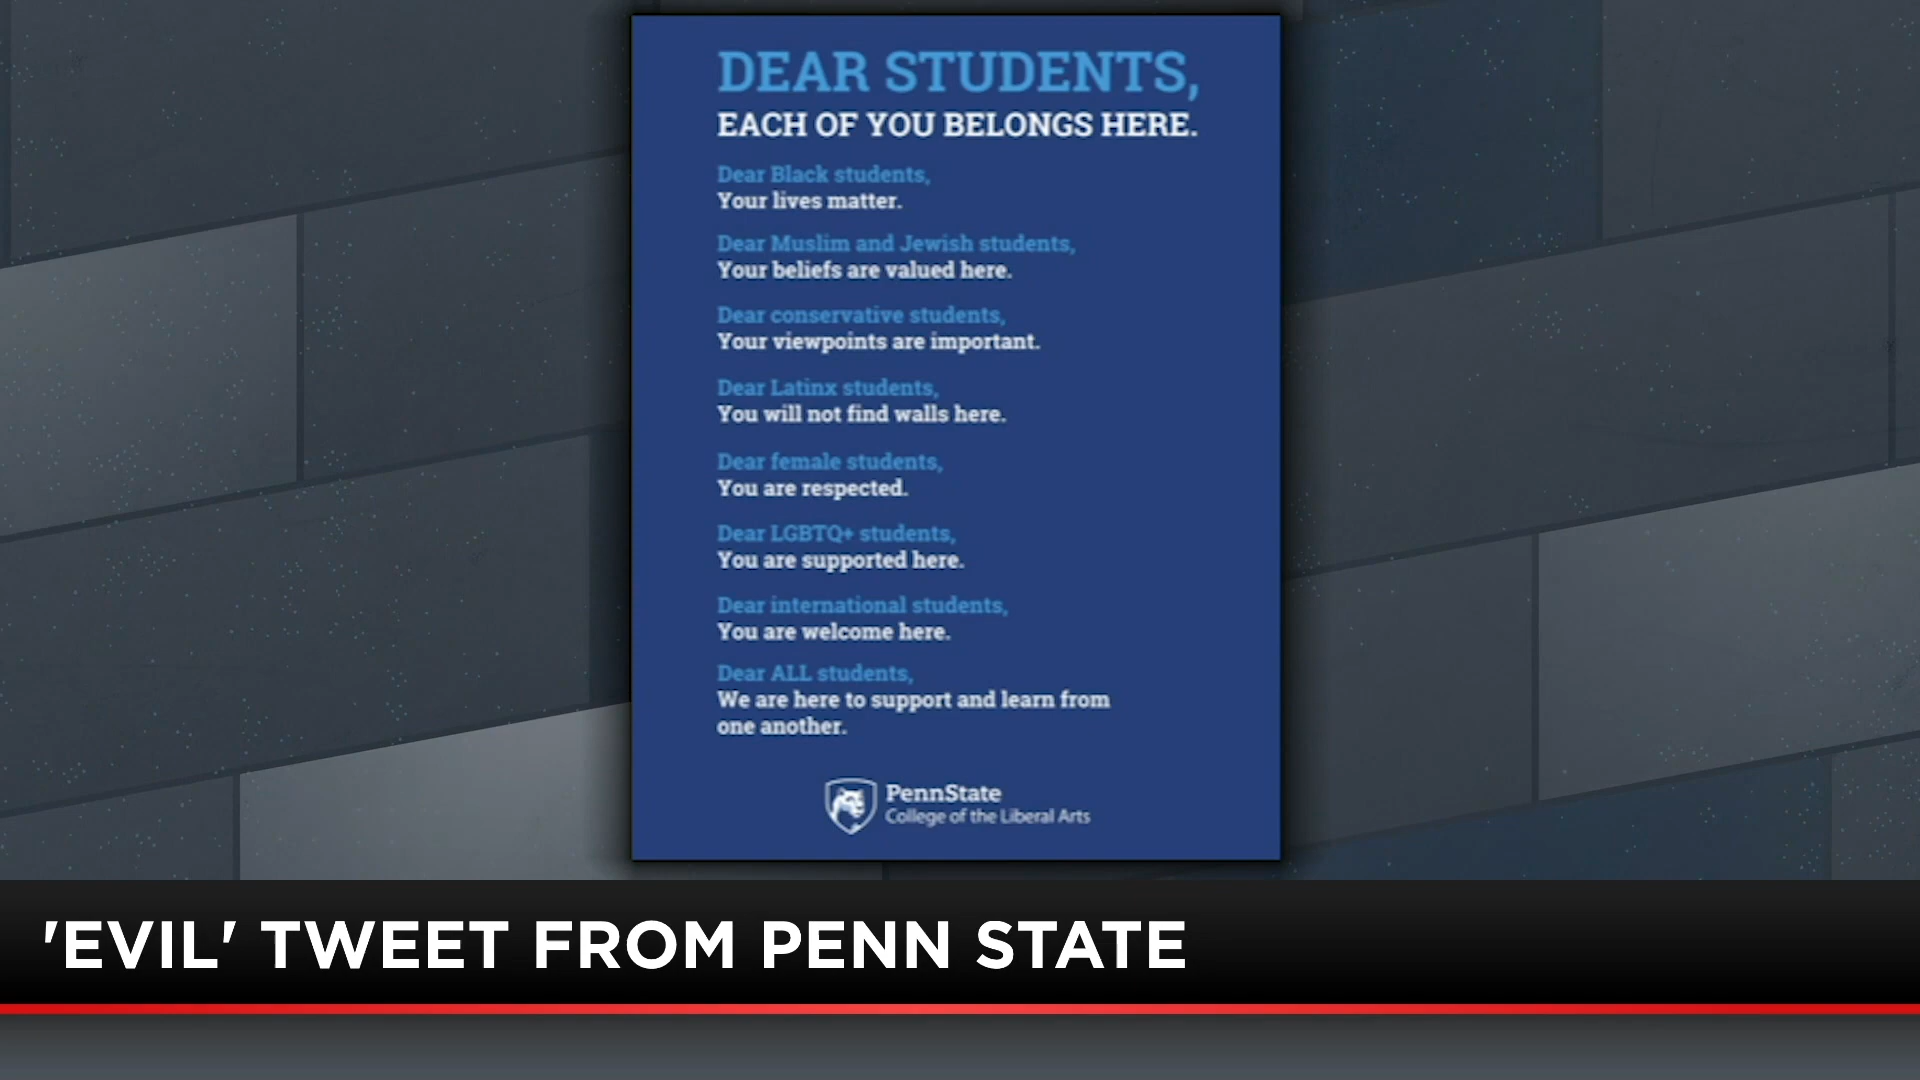 DEAR STUDENTS,
EACH OF YOU BELONGS HERE.
Dear Black students,
Your lives matter.
Dear Muslim and Jewish students,
Your beliefs are valued here.
Dear conservative students,
Your viewpoints are important.
Dear Latinx students,
You will not find walls here.
Dear female students,
You are respected.
Dear LGBTQ+ students,
You are supported here.
Dear international students,
You are welcome here.
Dear ALL students,
We are here to support and learn from
one another.
PennState
College of the Liberal Arts
'EVIL' TWEET FROM PENN STATE